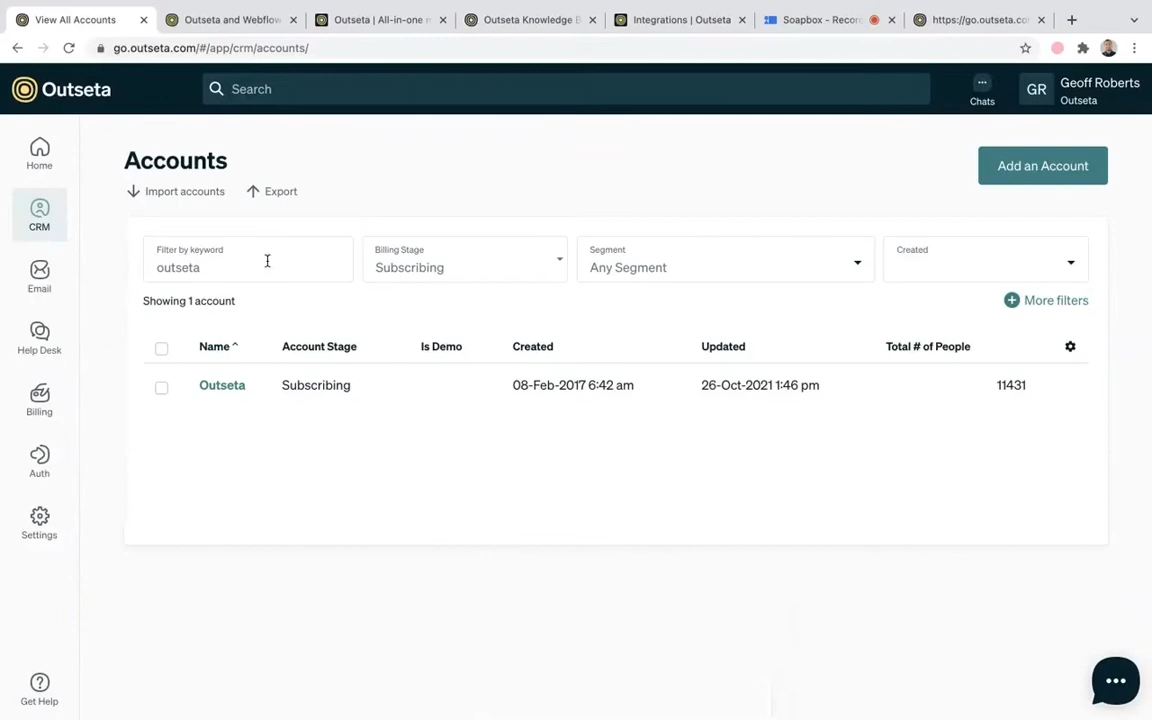 View All Accounts
Outseta and Webflow
Outseta | All-in-one m
Outseta Knowledge B
Integrations | Outseta
Soapbox - Recor
https://go.outseta.co
go.outseta.com/#/app/crm/accounts/
Outseta
Search
Chats
GR
Geoff Roberts
Outseta
Home
CRM
Email
Help Desk
Billing
Auth
Settings
Get Help
Accounts
Add an Account
Import accounts
Export
Filter by keyword
outseta
Billing Stage
Subscribing
Segment
Any Segment
Created
Showing 1 account
More filters
Name Account Stage Is Demo Created Updated Total # of People
Outseta Subscribing 08-Feb-2017 6:42 am 26-Oct-2021 1:46 pm 11431